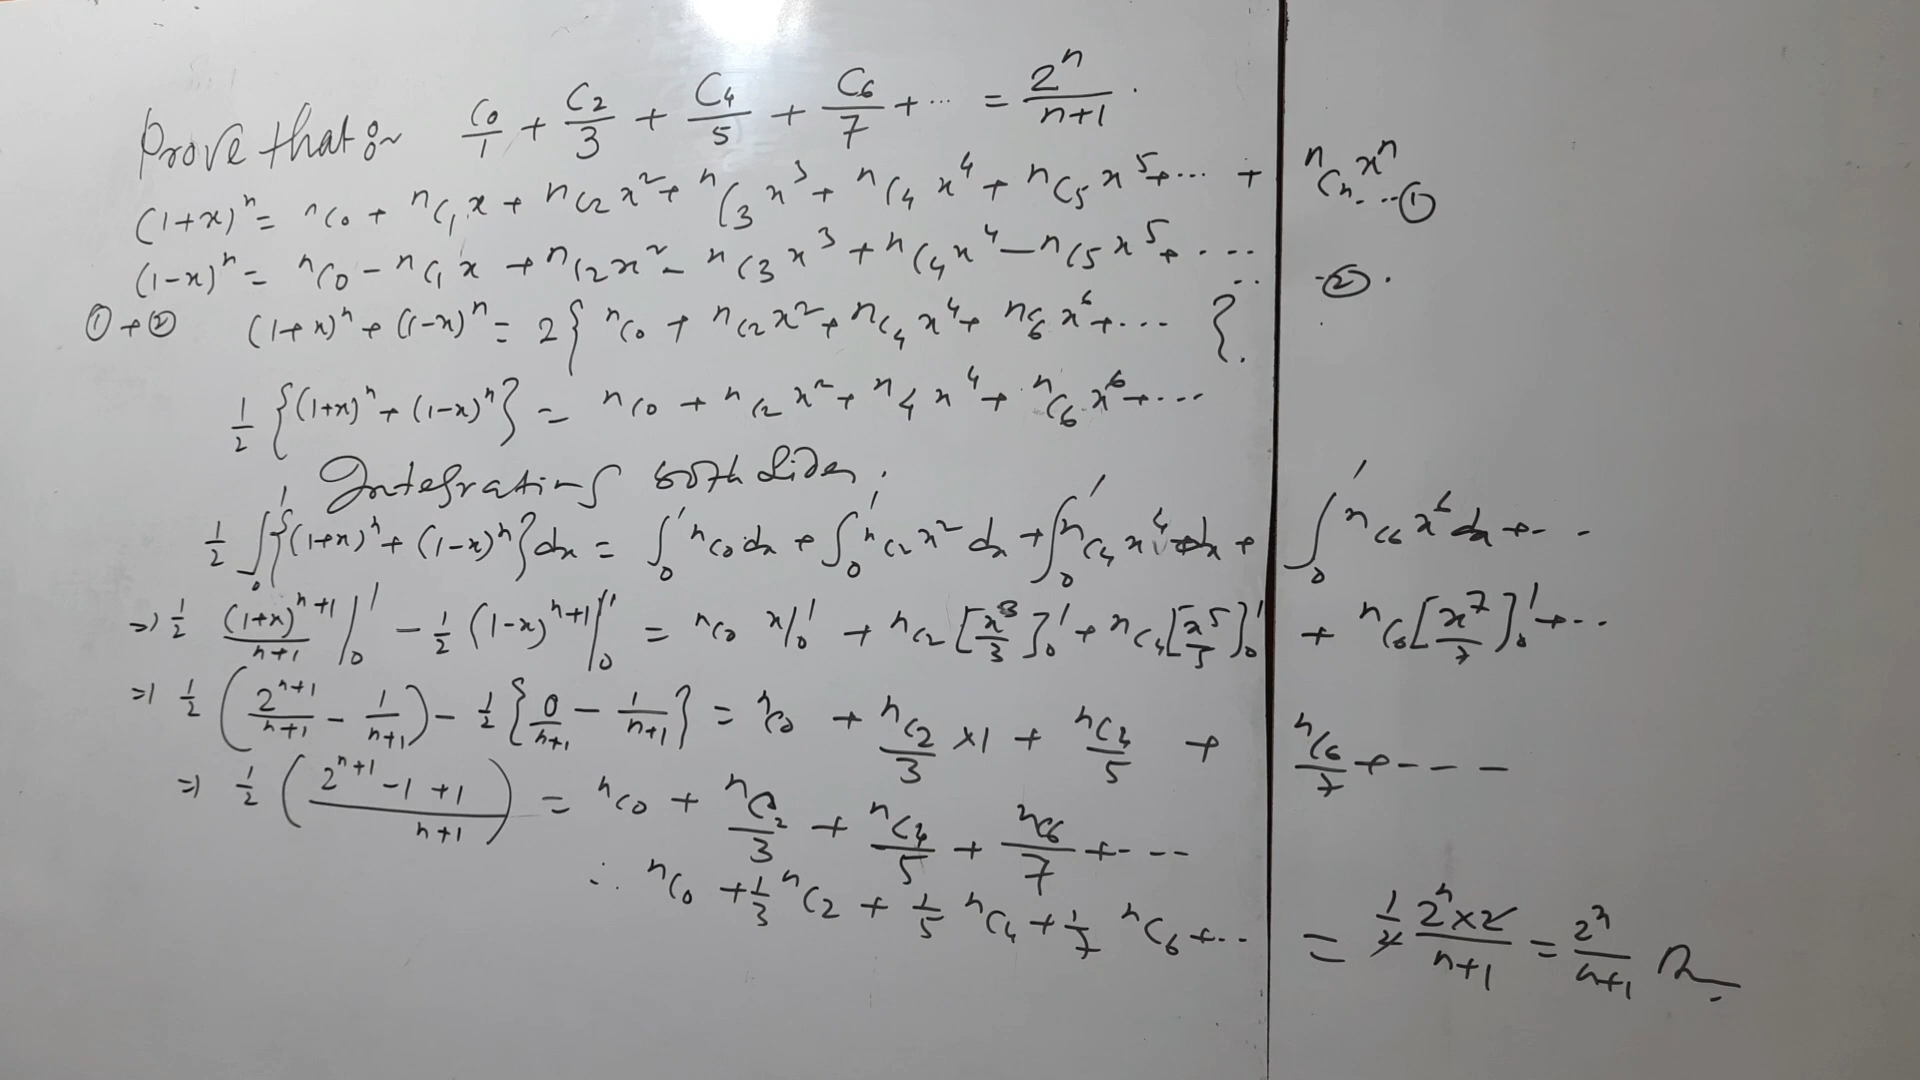 Prove that :~ C₀/1 + C₂/3 + C₄/5 + C₆/7 + ... = 2ⁿ/n+1 .
(1+x)ⁿ = ⁿC₀ + ⁿC₁x + ⁿC₂x² + ⁿC₃x³ + ⁿC₄x⁴ + ⁿC₅x⁵+... + ⁿCₙxⁿ ...①
(1-x)ⁿ = ⁿC₀ - ⁿC₁x + ⁿC₂x² - ⁿC₃x³ + ⁿC₄x⁴ - ⁿC₅x⁵+ .... -②.
①+② (1+x)ⁿ + (1-x)ⁿ = 2{ⁿC₀ + ⁿC₂x² + ⁿC₄x⁴ + ⁿC₆x⁶+... }.
1/2 {(1+x)ⁿ + (1-x)ⁿ} = ⁿC₀ + ⁿC₂x² + ⁿ₄x⁴ + ⁿC₆x⁶+...
Integrating both sides,
1/2 ∫₀¹{(1+x)ⁿ + (1-x)ⁿ}dx = ∫₀¹ ⁿC₀dx + ∫₀¹ ⁿC₂x²dx + ∫₀¹ ⁿC₄x⁴dx + ∫₀¹ ⁿC₆x⁶dx +...
=> 1/2 (1+x)ⁿ⁺¹/n+1 |₀¹ - 1/2 (1-x)ⁿ⁺¹|₀¹ = ⁿC₀ x|₀¹ + ⁿC₂[x³/3]₀¹ + ⁿC₄[x⁵/5]₀¹ + ⁿC₆[x⁷/7]₀¹+...
=> 1/2 (2ⁿ⁺¹/n+1 - 1/n+1) - 1/2 {0/n+1 - 1/n+1} = ⁿC₀ + ⁿC₂/3 ×1 + ⁿC₄/5 + ⁿC₆/7 + ----
=> 1/2 (2ⁿ⁺¹ -1 +1/n+1) = ⁿC₀ + ⁿC₂/3 + ⁿC₄/5 + ⁿC₆/7 + ----
∴ ⁿC₀ + 1/3 ⁿC₂ + 1/5 ⁿC₄ + 1/7 ⁿC₆ +... = 1/2 2ⁿ×2/n+1 = 2ⁿ/n+1